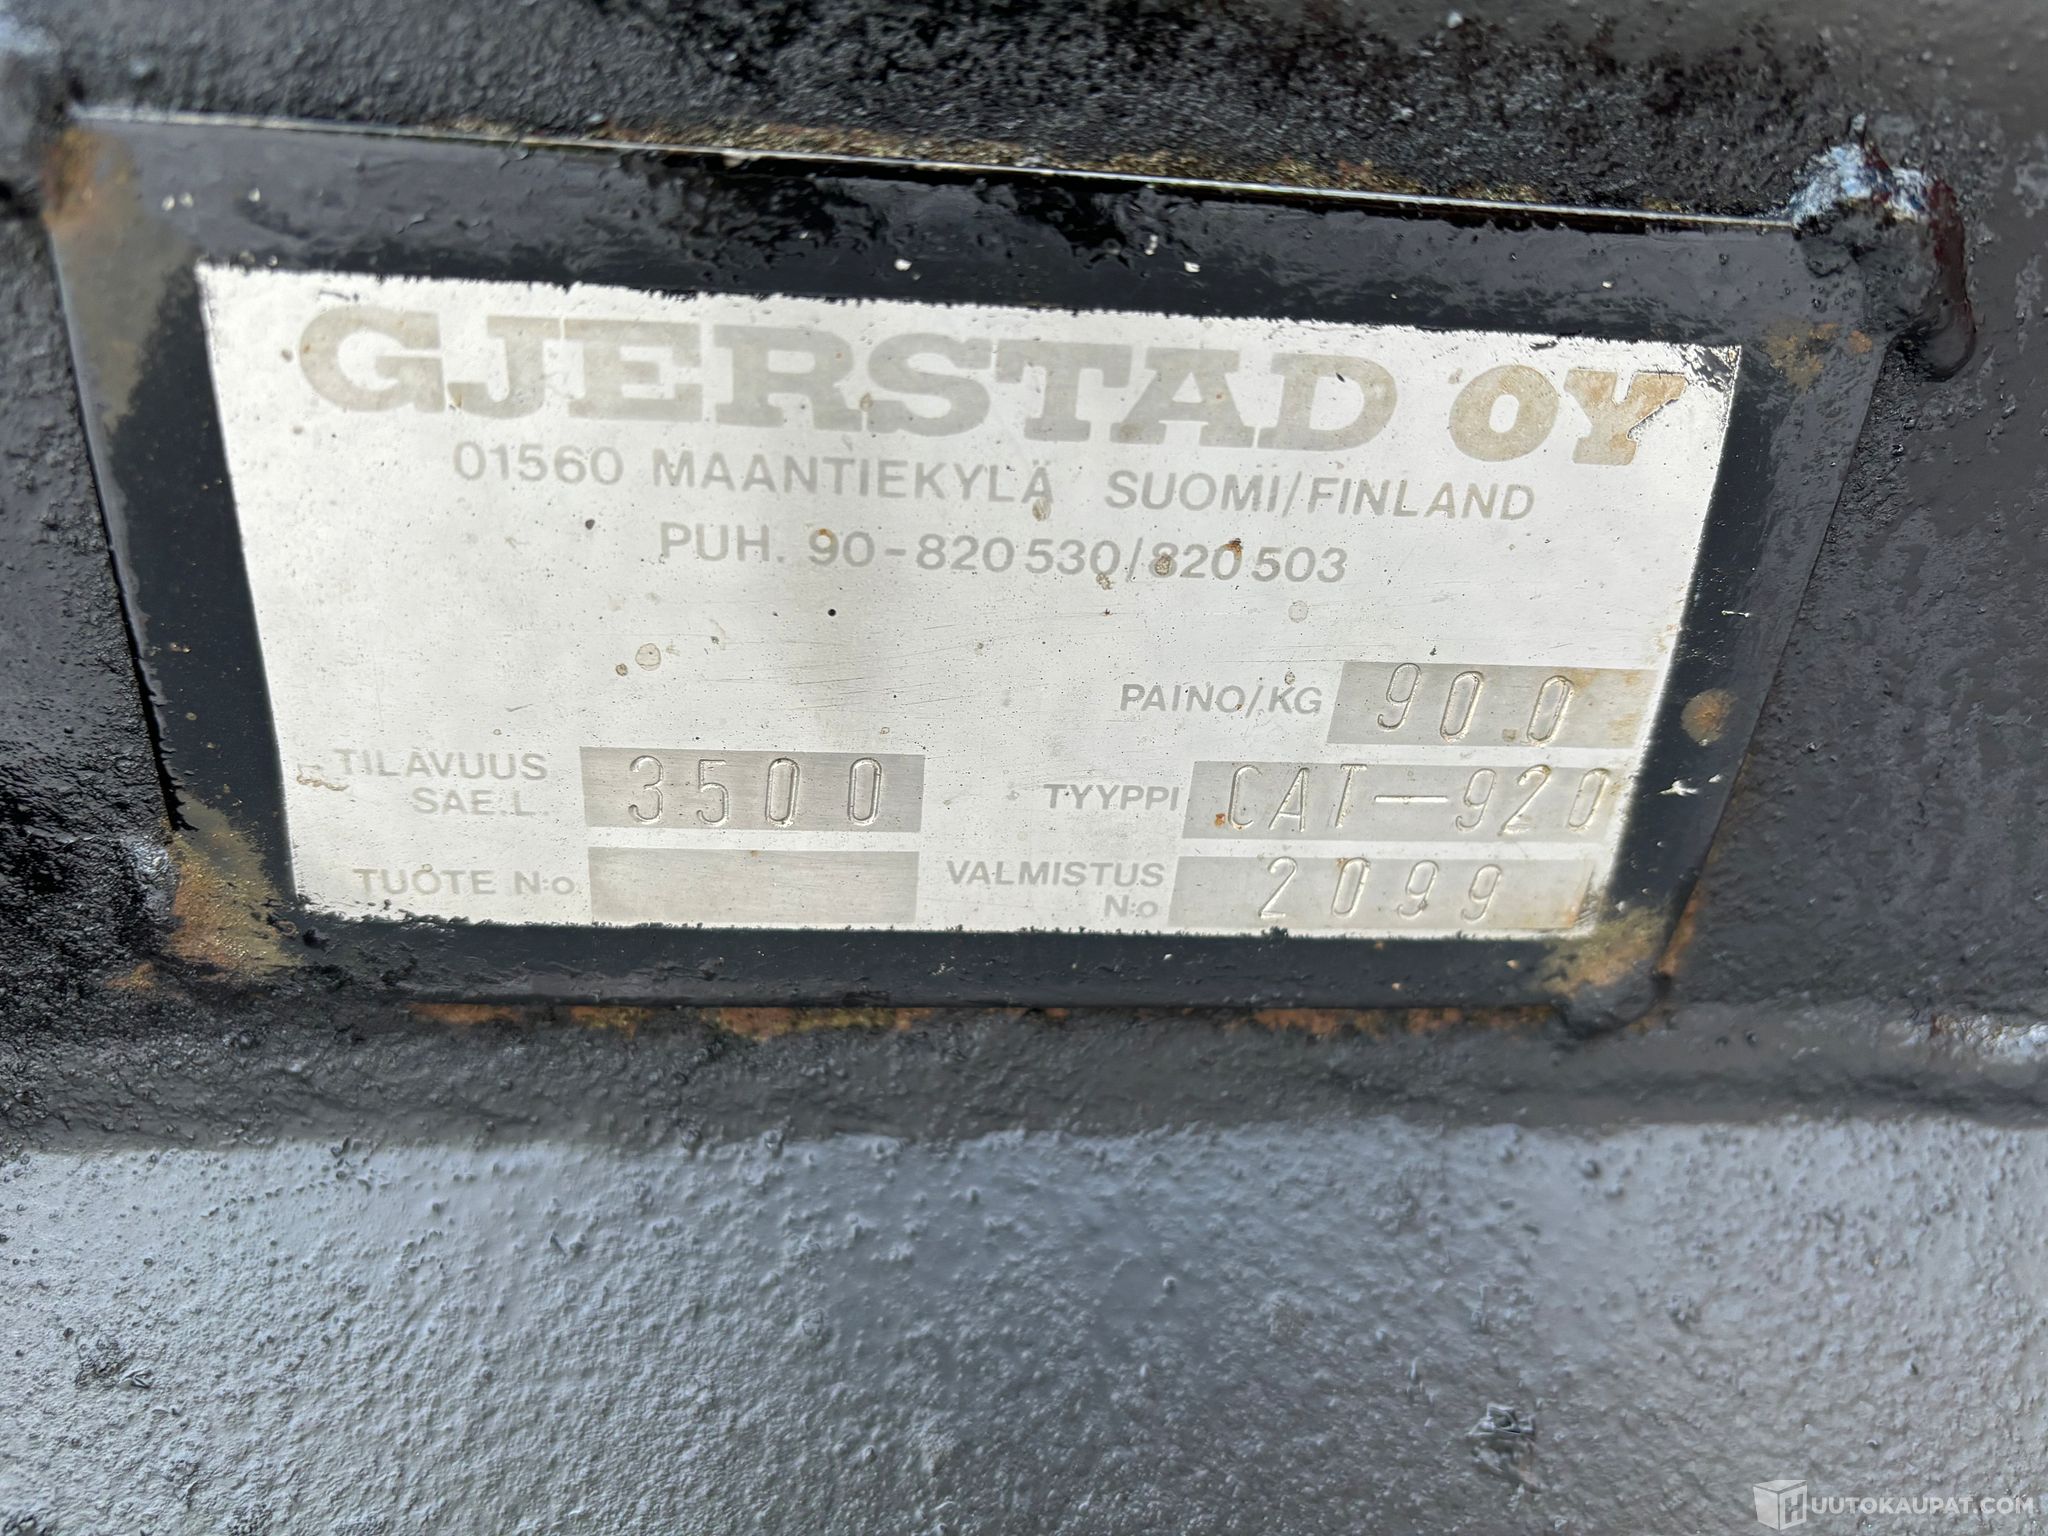 GJERSTAD OY
01560 MAANTIEKYLÄ SUOMI/FINLAND
PUH. 90-820530/820503
PAINO/KG 900
TILAVUUS SAE.L. 3500
TYYPPI CAT-920
TUOTE N:o
VALMISTUS N:o 2099
HUUTOKAUPAT.COM